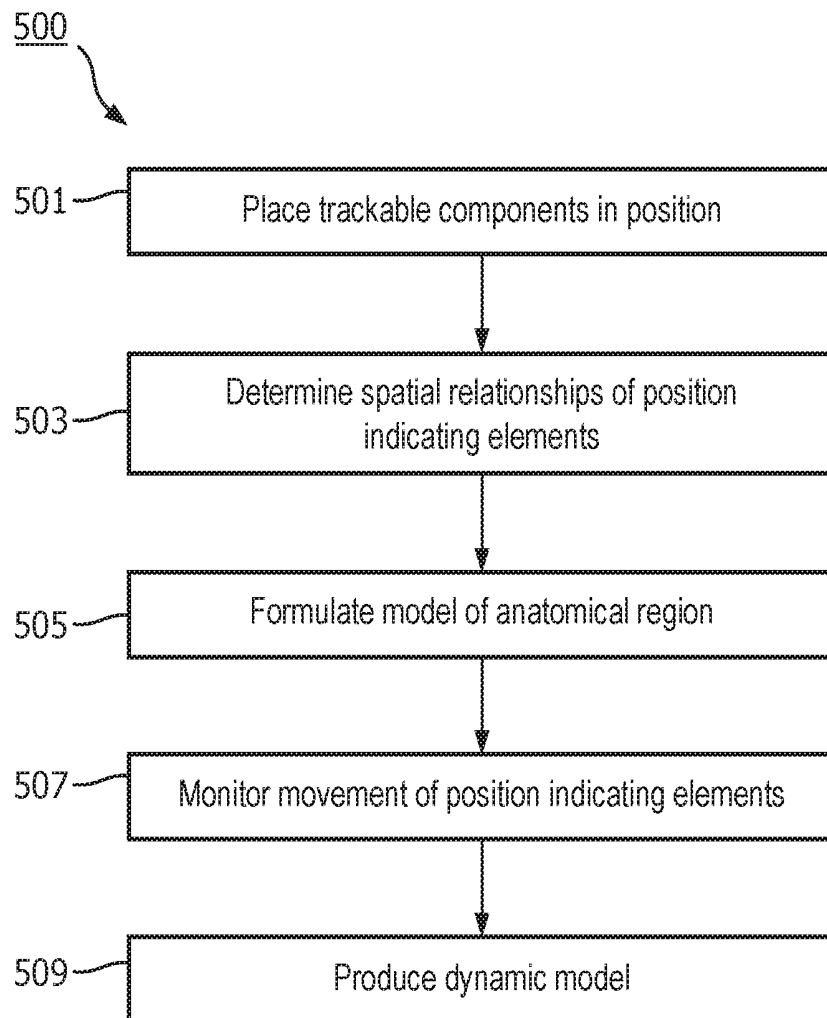 500
501
Place trackable components in position
503
Determine spatial relationships of position
indicating elements
505
Formulate model of anatomical region
507
Monitor movement of position indicating elements
509
Produce dynamic model